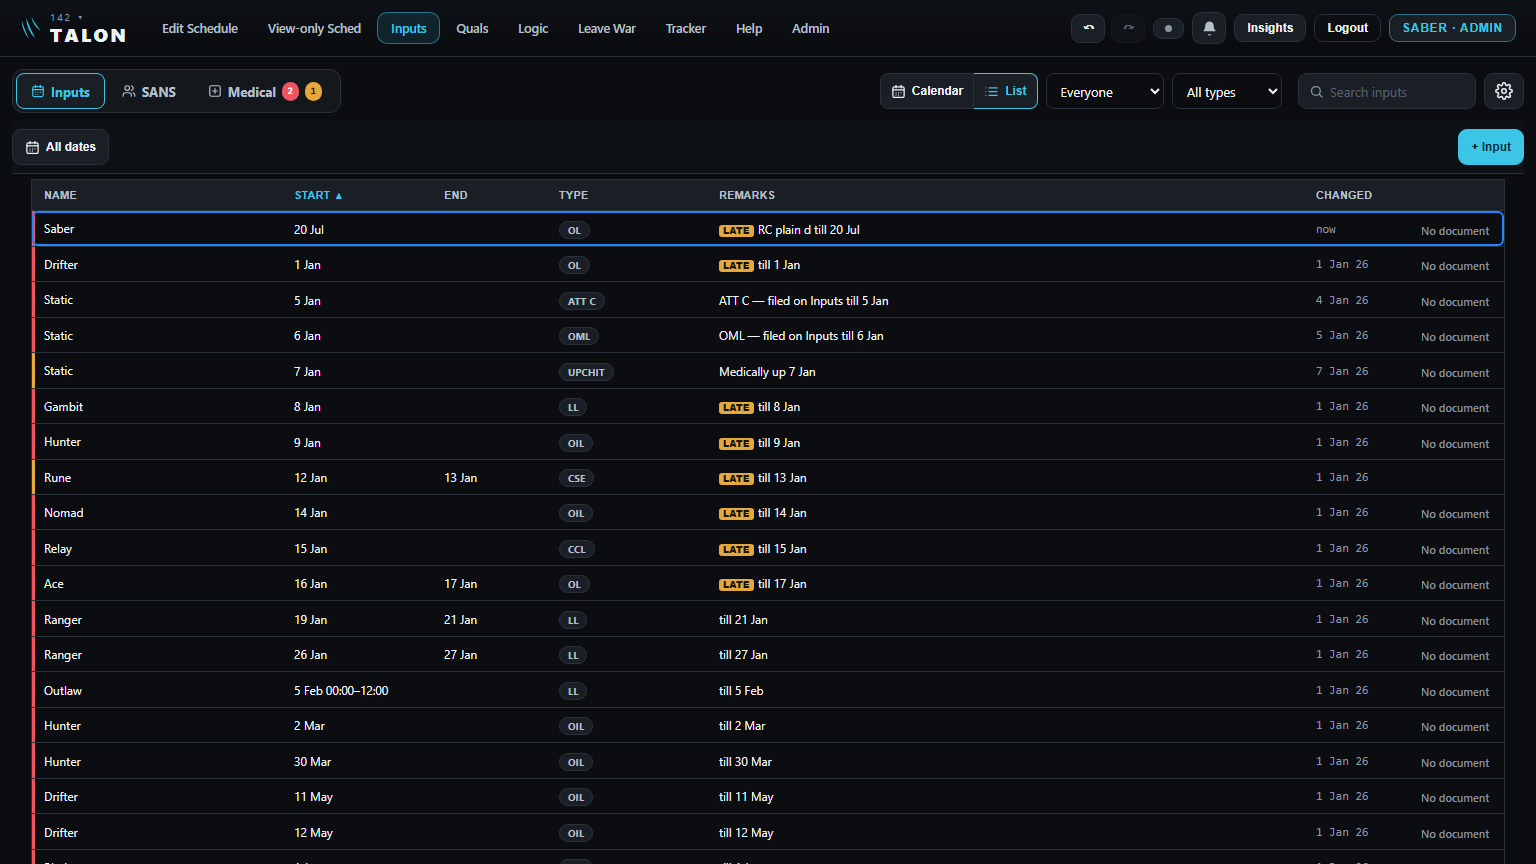 142
TALON
Edit Schedule View-only Sched Inputs Quals Logic Leave War Tracker Help Admin
Insights Logout SABER · ADMIN
Inputs SANS Medical 2 1
Calendar List Everyone All types Search inputs
All dates
+ Input
NAME START ▲ END TYPE REMARKS CHANGED
Saber 20 Jul OL LATE RC plain d till 20 Jul now No document
Drifter 1 Jan OL LATE till 1 Jan 1 Jan 26 No document
Static 5 Jan ATT C ATT C — filed on Inputs till 5 Jan 4 Jan 26 No document
Static 6 Jan OML OML — filed on Inputs till 6 Jan 5 Jan 26 No document
Static 7 Jan UPCHIT Medically up 7 Jan 7 Jan 26 No document
Gambit 8 Jan LL LATE till 8 Jan 1 Jan 26 No document
Hunter 9 Jan OIL LATE till 9 Jan 1 Jan 26 No document
Rune 12 Jan 13 Jan CSE LATE till 13 Jan 1 Jan 26
Nomad 14 Jan OIL LATE till 14 Jan 1 Jan 26 No document
Relay 15 Jan CCL LATE till 15 Jan 1 Jan 26 No document
Ace 16 Jan 17 Jan OL LATE till 17 Jan 1 Jan 26 No document
Ranger 19 Jan 21 Jan LL till 21 Jan 1 Jan 26 No document
Ranger 26 Jan 27 Jan LL till 27 Jan 1 Jan 26 No document
Outlaw 5 Feb 00:00–12:00 LL till 5 Feb 1 Jan 26 No document
Hunter 2 Mar OIL till 2 Mar 1 Jan 26 No document
Hunter 30 Mar OIL till 30 Mar 1 Jan 26 No document
Drifter 11 May OIL till 11 May 1 Jan 26 No document
Drifter 12 May OIL till 12 May 1 Jan 26 No document